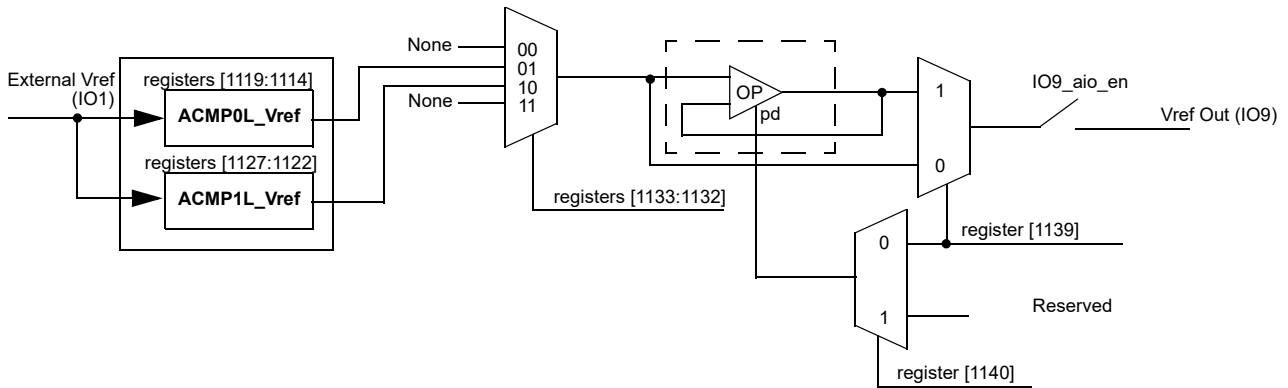 None
00
01
10
11
None
External Vref
(IO1)
registers [1119:1114]
ACMP0L_Vref
registers [1127:1122]
ACMP1L_Vref
registers [1133:1132]
OP
pd
1
0
IO9_aio_en
Vref Out (IO9)
0
register [1139]
1
Reserved
register [1140]